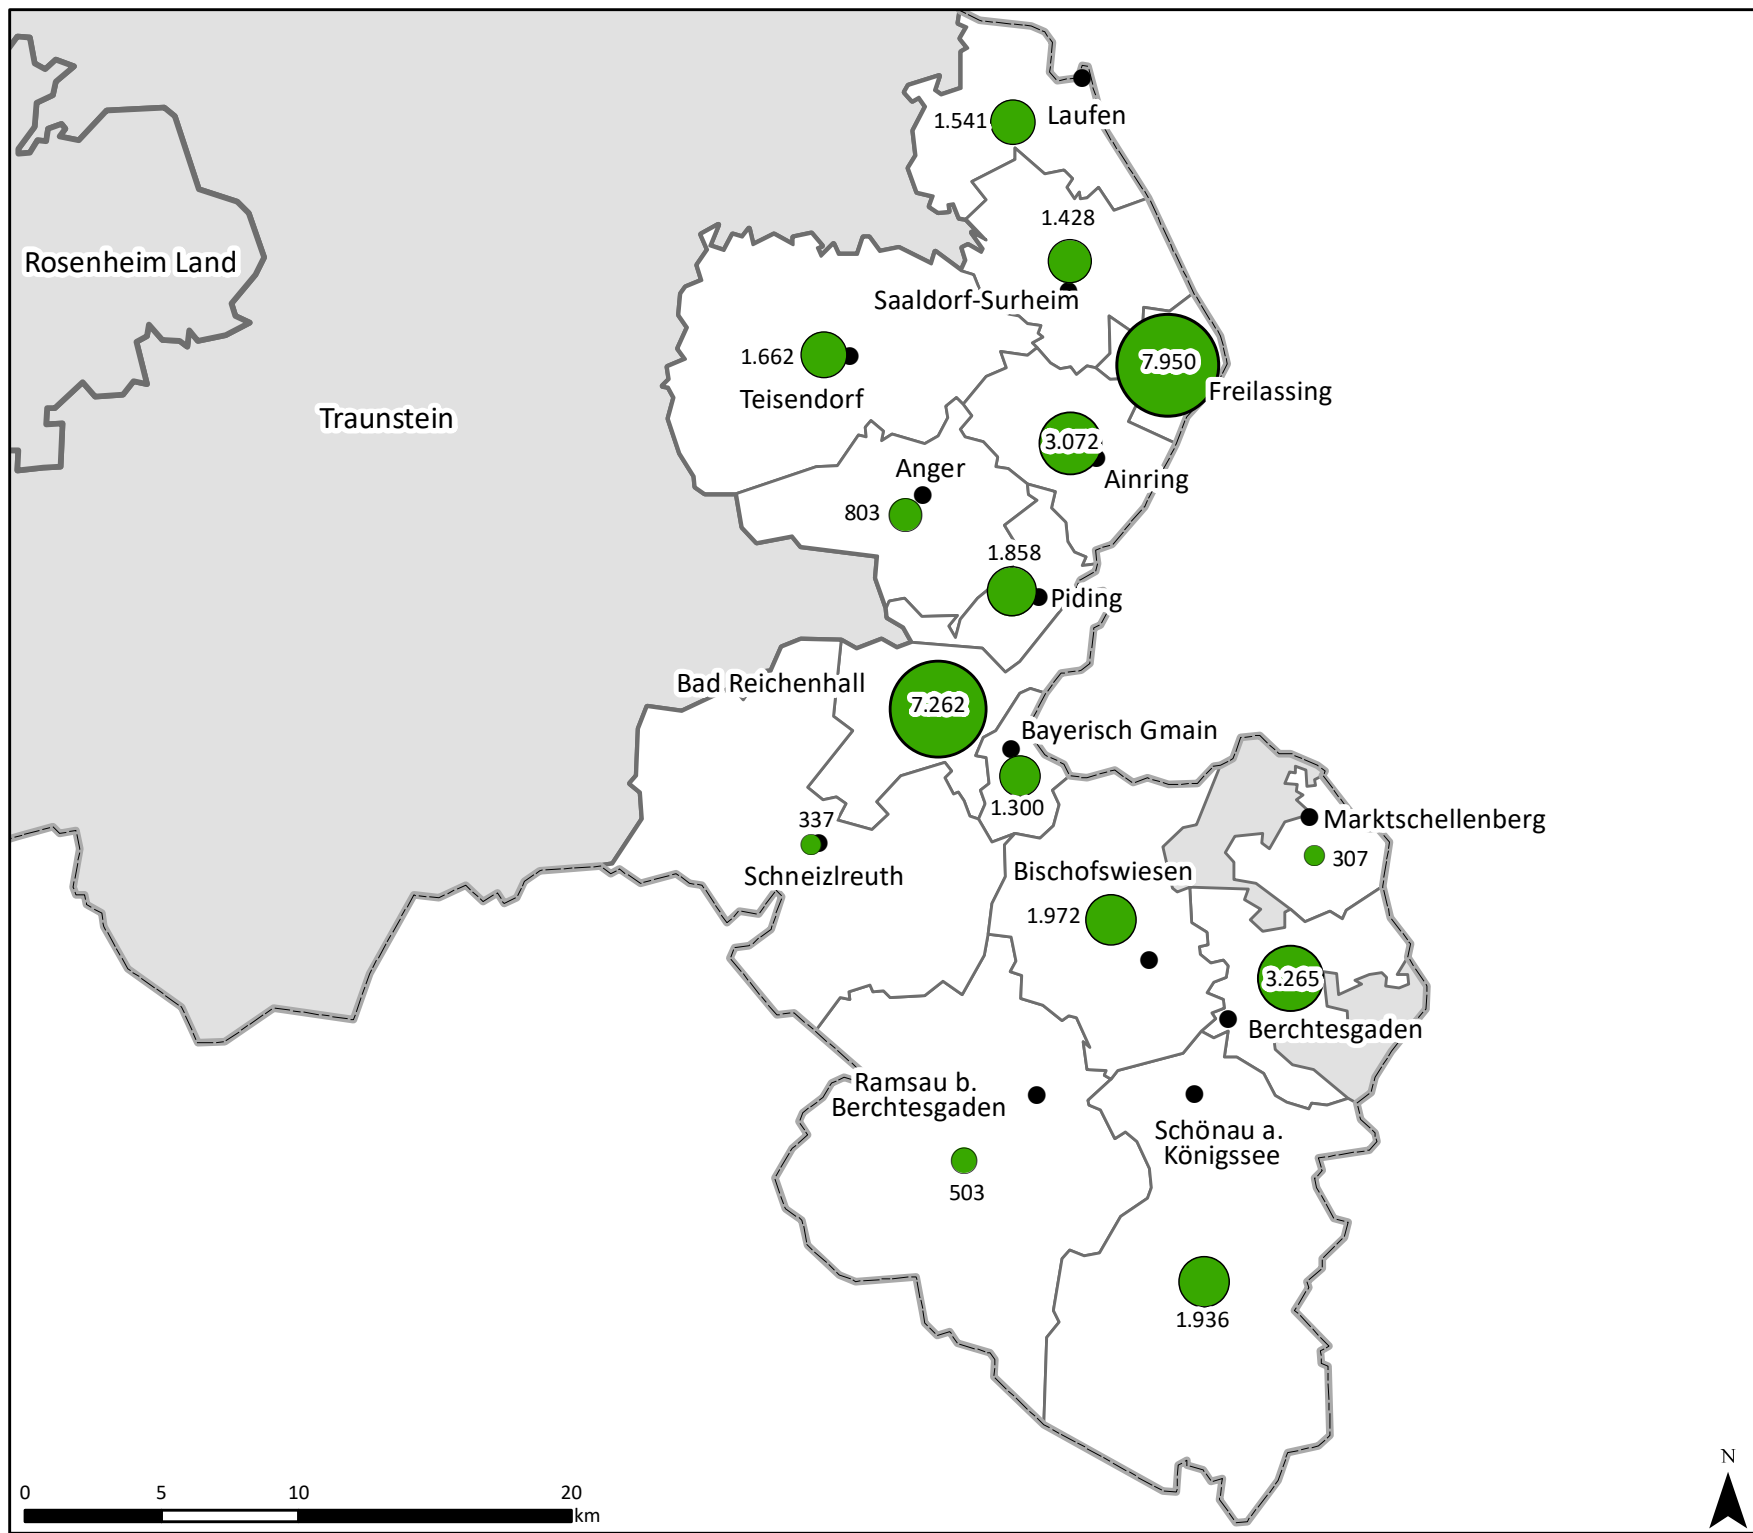 Laufen
1.541
1.428
Rosenheim Land
Saaldorf-Surheim
1.662
7.950
Freilassing
Teisendorf
Traunstein
3.072
Anger
Ainring
803
1.858
Piding
Bad Reichenhall
7.262
Bayerisch Gmain
1.300
337
Marktschellenberg
307
Schneizlreuth
Bischofswiesen
1.972
3.265
Berchtesgaden
Ramsau b.
Berchtesgaden
Schönau a.
Königssee
503
1.936
N
0 5 10 20
km